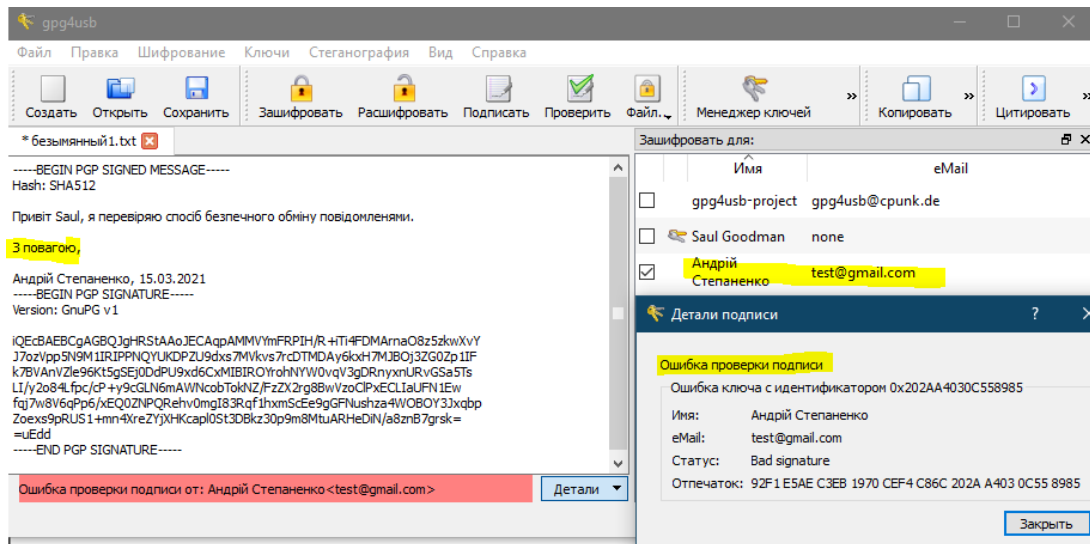 gpg4usb
Файл Правка Шифрование Ключи Стеганография Вид Справка
Создать Открыть Сохранить Зашифровать Расшифровать Подписать Проверить Файл.. Менеджер ключей » Копировать » Цитировать »
* безымянный1.txt
-----BEGIN PGP SIGNED MESSAGE-----
Hash: SHA512
Привіт Saul, я перевіряю спосіб безпечного обміну повідомленями.
З повагою,
Андрій Степаненко, 15.03.2021
-----BEGIN PGP SIGNATURE-----
Version: GnuPG v1
iQEcBAEBCgAGBQJgHRStAAoJECAqpAMMVYmFRPIH/R+iTi4FDMArnaO8z5zkwXvY
J7ozVpp5N9M1RIPPNQYUKDPZU9dxs7MVkvs7rcDTMDAy6kxH7MJBOj3ZG0Zp1IF
k7BVAnVZle96Kt5gSEj0DdPU9xd6CxMIBIROYrohNYW0vqV3gDRnyxnURvGSa5Ts
LI/y2o84Lfpc/cP+y9cGLN6mAWNcobTokNZ/FzZX2rg8BwVzoClPxECLIaUFN1Ew
fqj7w8V6qPp6/xEQ0ZNPQRehv0mgI83Rqf1hxmScEe9gGFNushza4WOBOY3Jxqbp
Zoexs9pRUS1+mn4XreZYjXHKcapl0St3DBkz30p9m8MtuARHeDiN/a8znB7grsk=
=uEdd
-----END PGP SIGNATURE-----
Ошибка проверки подписи от: Андрій Степаненко<test@gmail.com>
Детали
Зашифровать для:
Имя eMail
gpg4usb-project gpg4usb@cpunk.de
Saul Goodman none
Андрій
Степаненко test@gmail.com
Детали подписи ?
Ошибка проверки подписи
Ошибка ключа с идентификатором 0x202AA4030C558985
Имя: Андрій Степаненко
eMail: test@gmail.com
Статус: Bad signature
Отпечаток: 92F1 E5AE C3EB 1970 CEF4 C86C 202A A403 0C55 8985
Закрыть